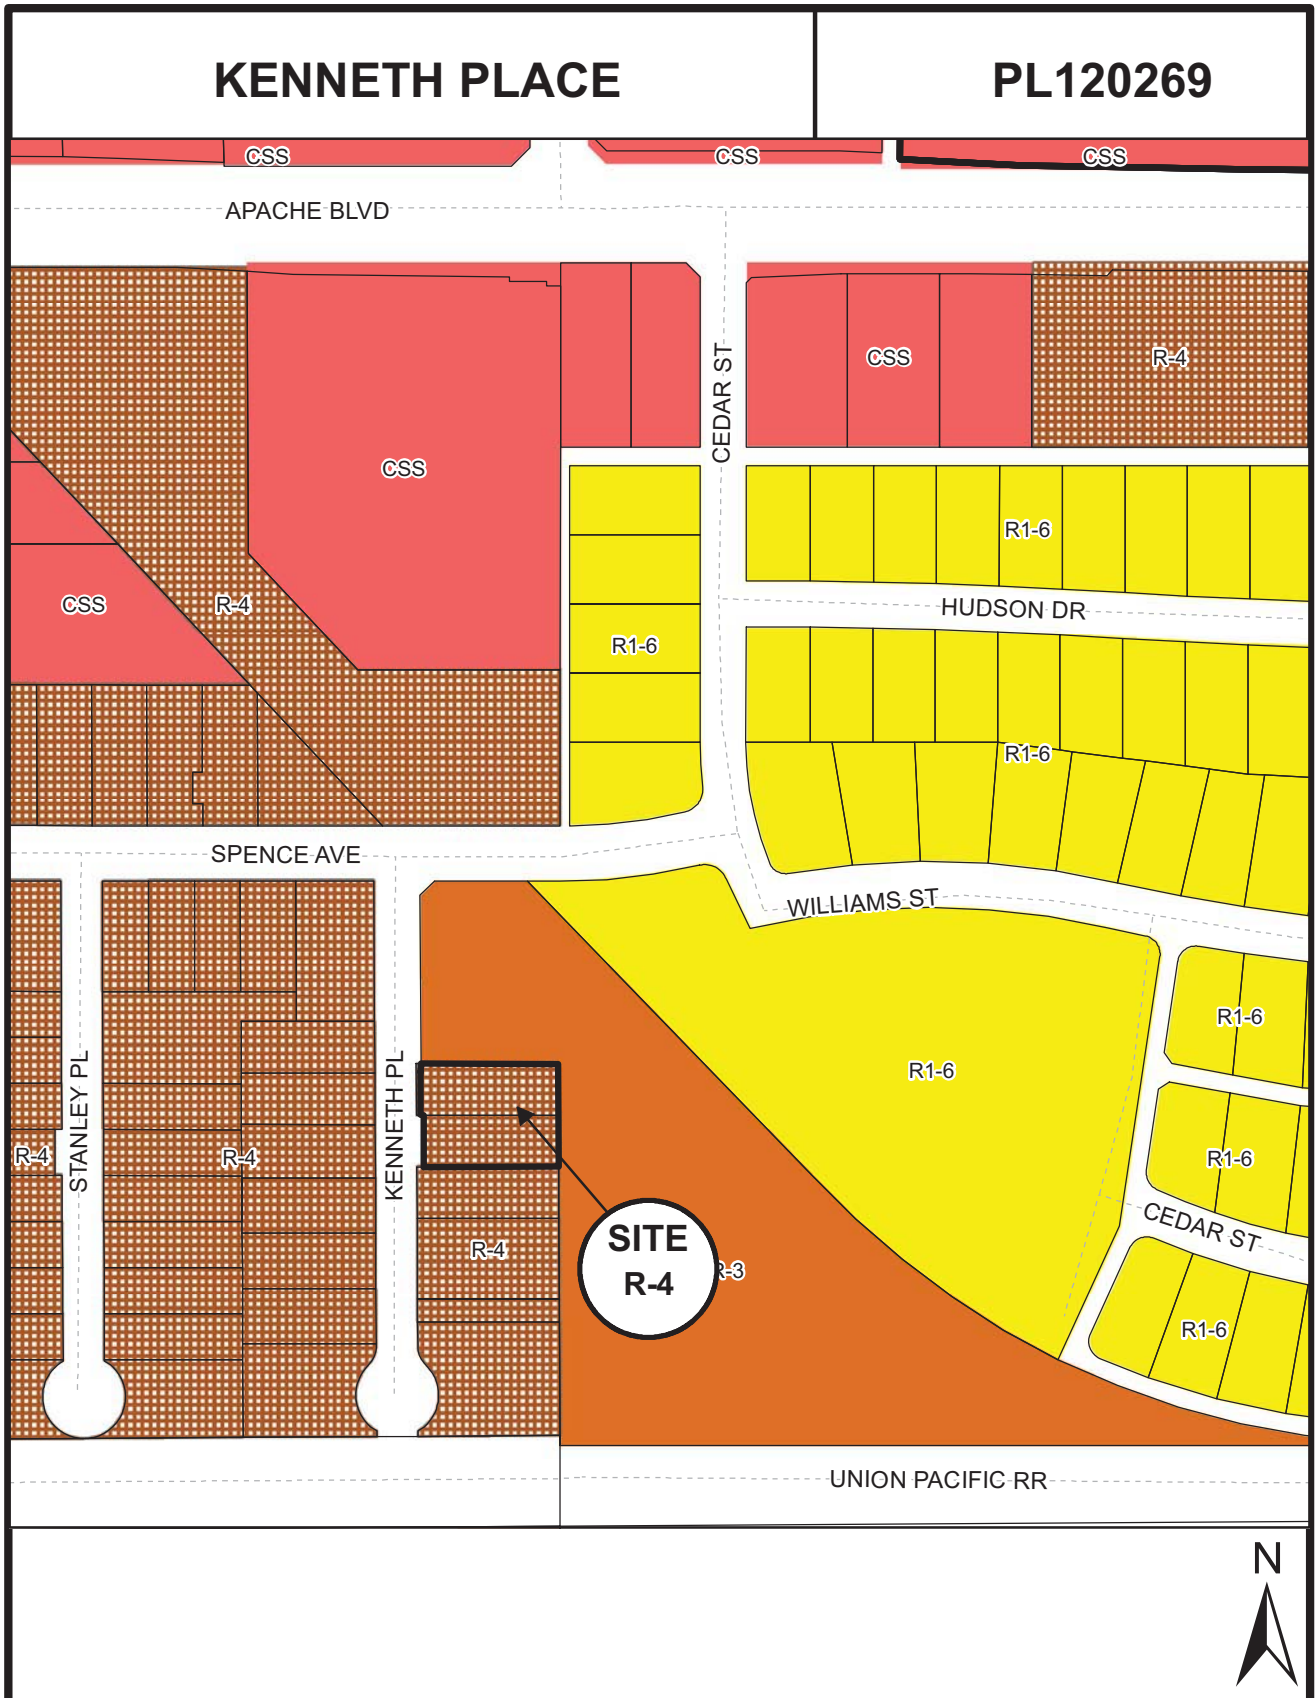 KENNETH PLACE
PL120269
CSS
CSS
CSS
APACHE BLVD
CEDAR ST
CSS
R-4
CSS
R1-6
CSS
R-4
HUDSON DR
R1-6
R1-6
SPENCE AVE
WILLIAMS ST
R1-6
R1-6
STANLEY PL
KENNETH PL
R-4
R-4
R1-6
CEDAR ST
R-4
SITE
R-4
R-3
R1-6
UNION PACIFIC RR
N